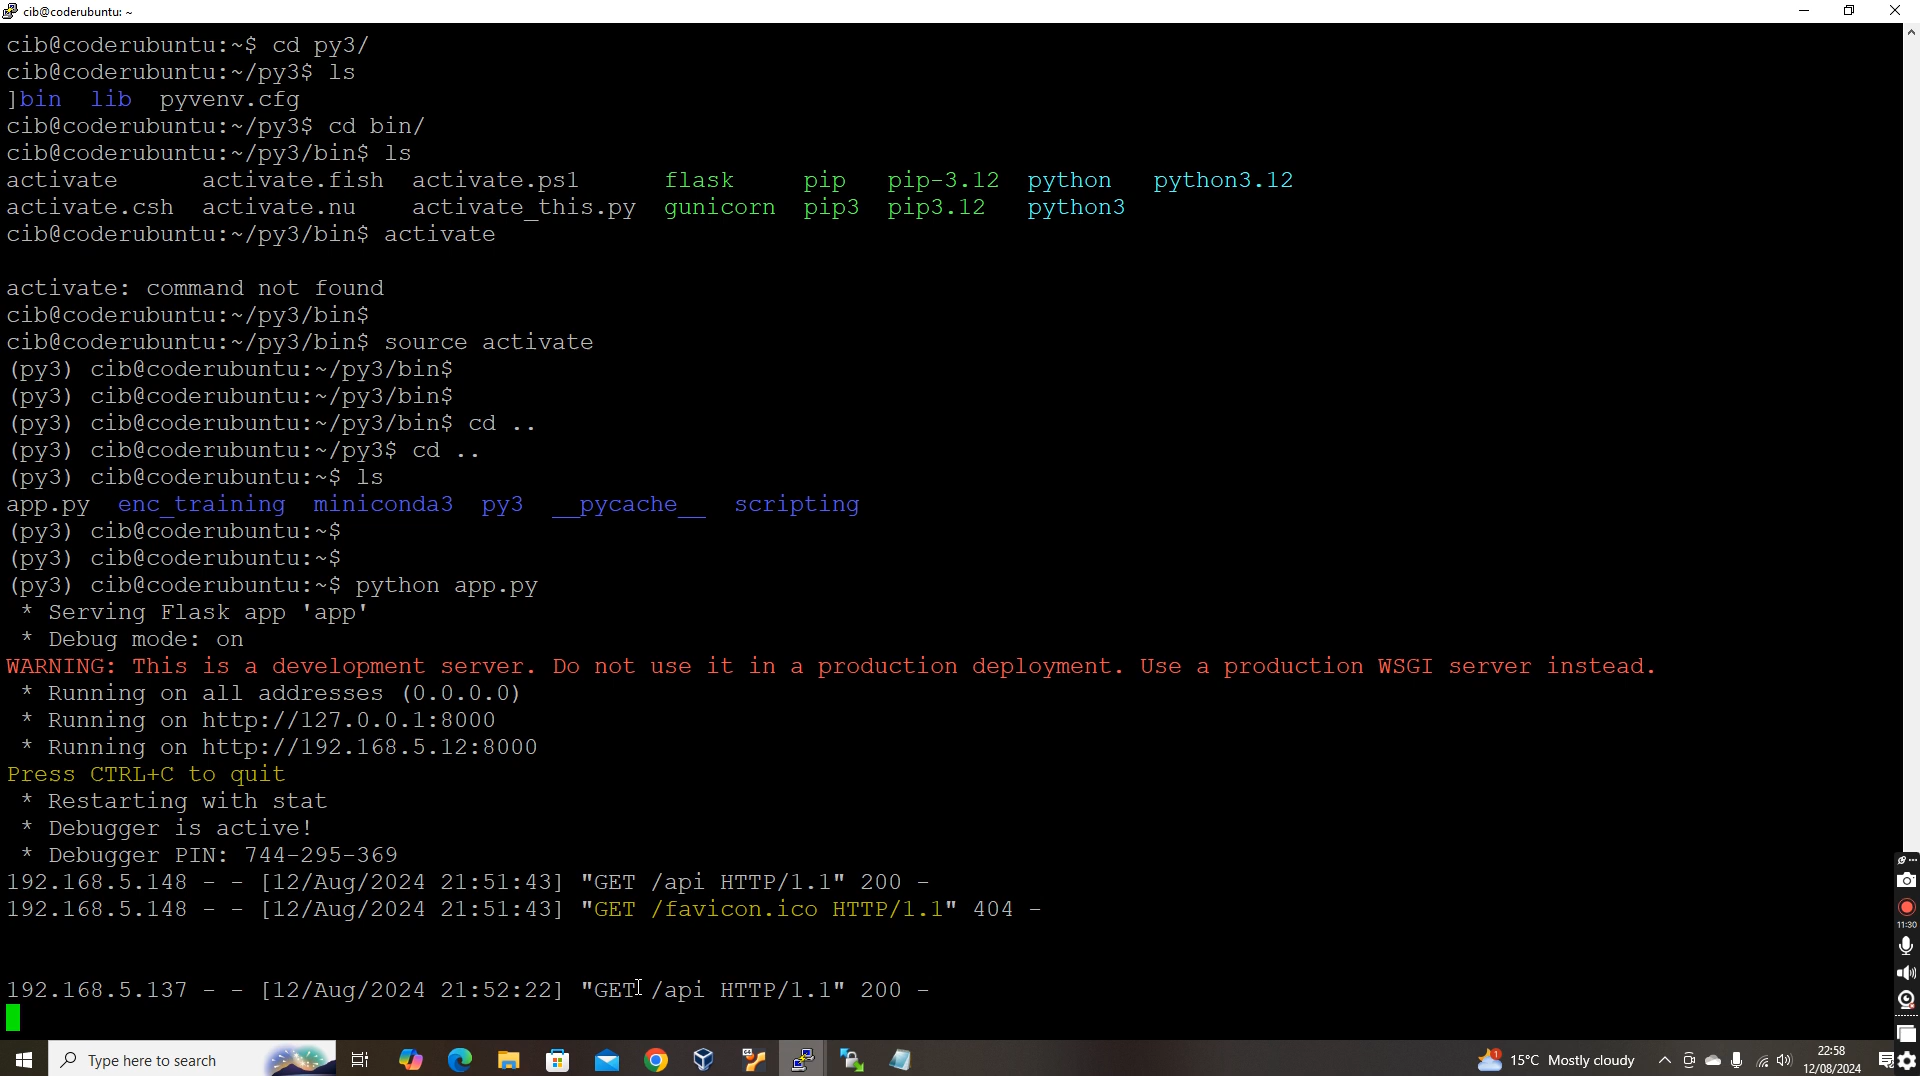 cib@coderubuntu: ~
cib@coderubuntu:~$ cd py3/
cib@coderubuntu:~/py3$ ls
]bin  lib  pyvenv.cfg
cib@coderubuntu:~/py3$ cd bin/
cib@coderubuntu:~/py3/bin$ ls
activate      activate.fish  activate.ps1      flask     pip   pip-3.12  python   python3.12
activate.csh  activate.nu    activate_this.py  gunicorn  pip3  pip3.12   python3
cib@coderubuntu:~/py3/bin$ activate
activate: command not found
cib@coderubuntu:~/py3/bin$
cib@coderubuntu:~/py3/bin$ source activate
(py3) cib@coderubuntu:~/py3/bin$
(py3) cib@coderubuntu:~/py3/bin$
(py3) cib@coderubuntu:~/py3/bin$ cd ..
(py3) cib@coderubuntu:~/py3$ cd ..
(py3) cib@coderubuntu:~$ ls
app.py  enc_training  miniconda3  py3  __pycache__  scripting
(py3) cib@coderubuntu:~$
(py3) cib@coderubuntu:~$
(py3) cib@coderubuntu:~$ python app.py
 * Serving Flask app 'app'
 * Debug mode: on
WARNING: This is a development server. Do not use it in a production deployment. Use a production WSGI server instead.
 * Running on all addresses (0.0.0.0)
 * Running on http://127.0.0.1:8000
 * Running on http://192.168.5.12:8000
Press CTRL+C to quit
 * Restarting with stat
 * Debugger is active!
 * Debugger PIN: 744-295-369
192.168.5.148 - - [12/Aug/2024 21:51:43] "GET /api HTTP/1.1" 200 -
192.168.5.148 - - [12/Aug/2024 21:51:43] "GET /favicon.ico HTTP/1.1" 404 -
192.168.5.137 - - [12/Aug/2024 21:52:22] "GET /api HTTP/1.1" 200 -
11:30
Type here to search
1
15°C Mostly cloudy
22:58
12/08/2024